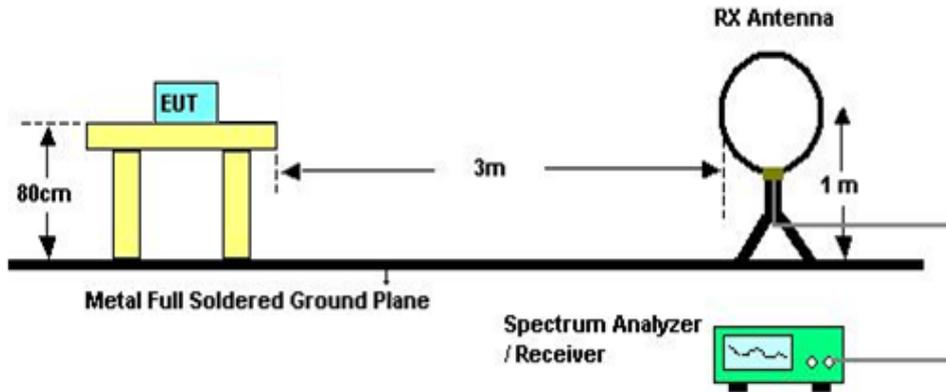 RX Antenna
EUT
80cm
3m
1 m
Metal Full Soldered Ground Plane
Spectrum Analyzer
/ Receiver